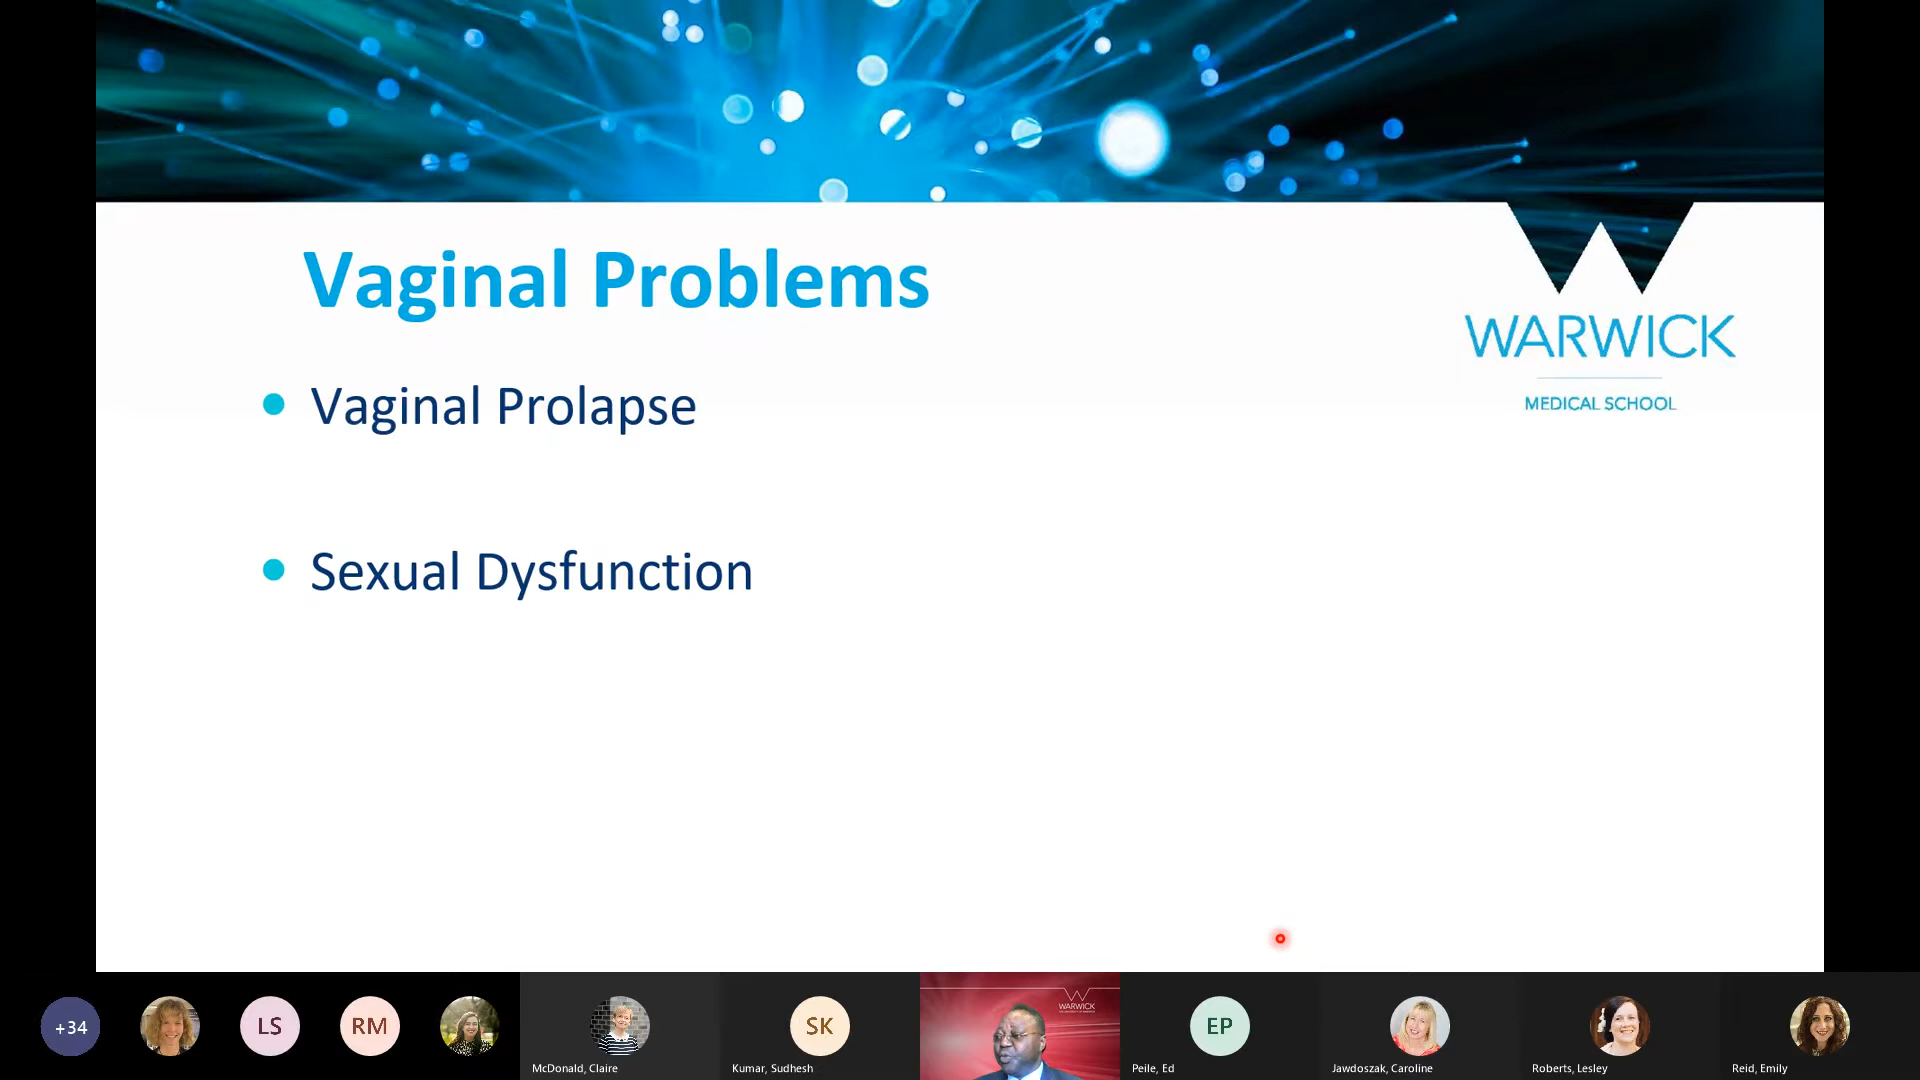 Vaginal Problems
WARWICK
MEDICAL SCHOOL
Vaginal Prolapse
Sexual Dysfunction
+34
LS
RM
McDonald, Claire
SK
Kumar, Sudhesh
WARWICK
EP
Peile, Ed
Jawdoszak, Caroline
Roberts, Lesley
Reid, Emily